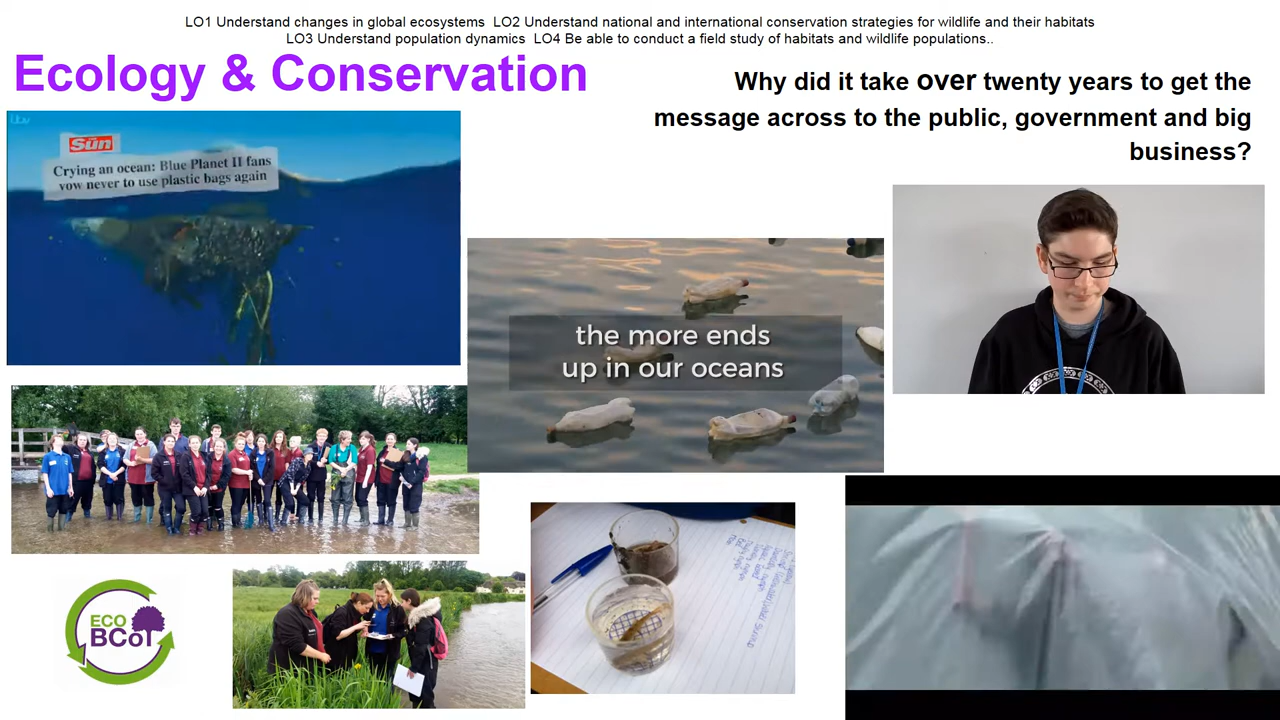 LO1 Understand changes in global ecosystems LO2 Understand national and international conservation strategies for wildlife and their habitats
LO3 Understand population dynamics LO4 Be able to conduct a field study of habitats and wildlife populations..
Ecology & Conservation
Why did it take over twenty years to get the
message across to the public, government and big
business?
itv
Sun
Crying an ocean: Blue Planet II fans
vow never to use plastic bags again
the more ends
up in our oceans
ECO
BCoT